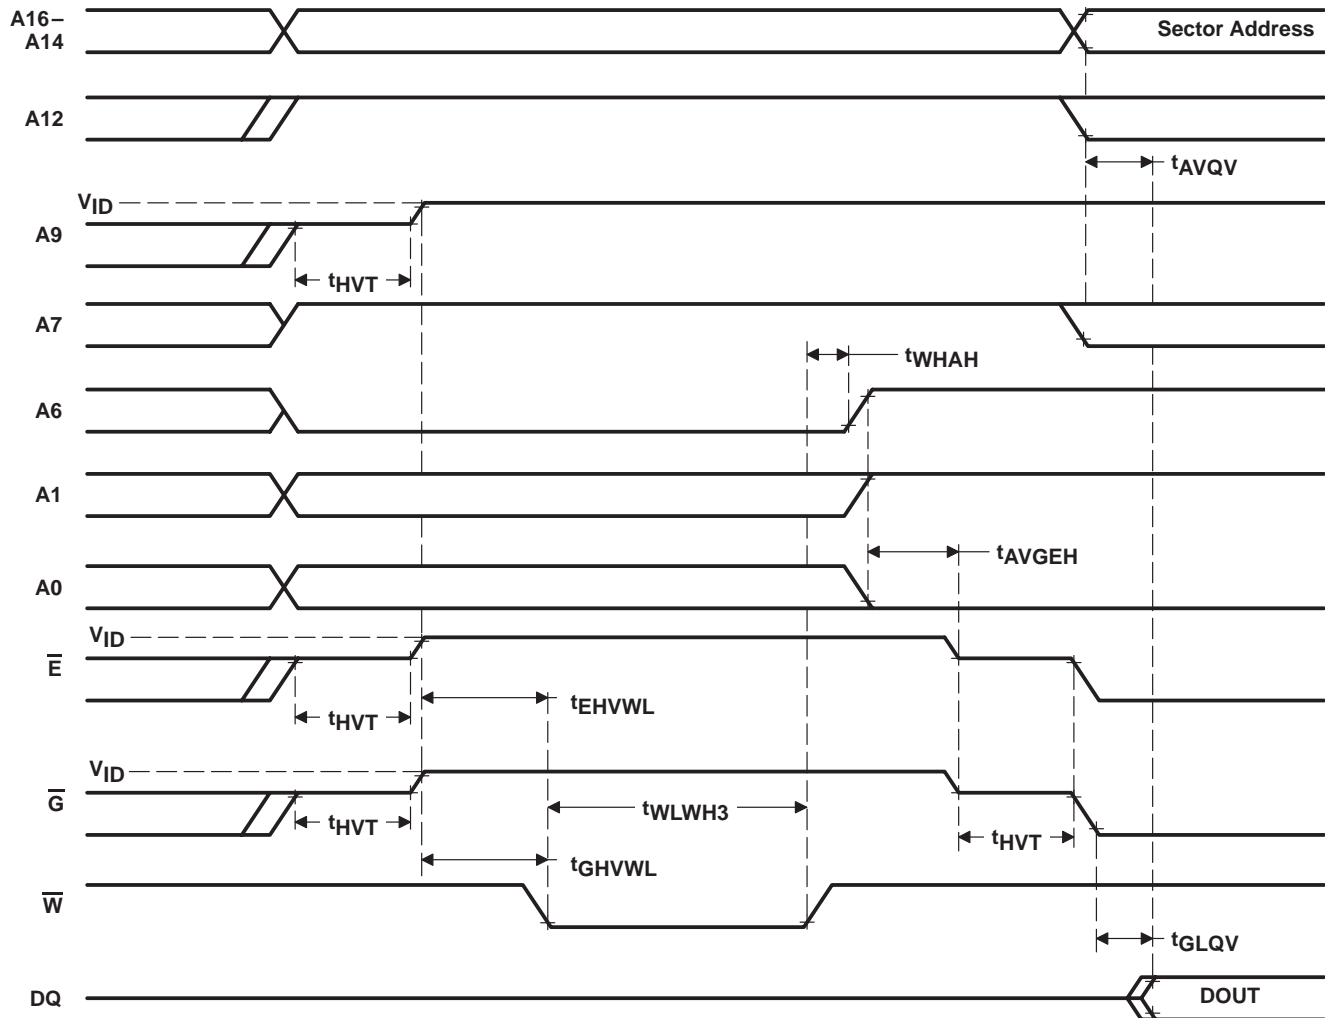 A16–
A14
Sector Address
A12
tAVQV
VID
A9
tHVT
A7
tWHAH
A6
A1
tAVGEH
A0
VID
E
tEHVWL
tHVT
VID
G
tWLWH3
tHVT
tHVT
tGHVWL
W
tGLQV
DQ
DOUT